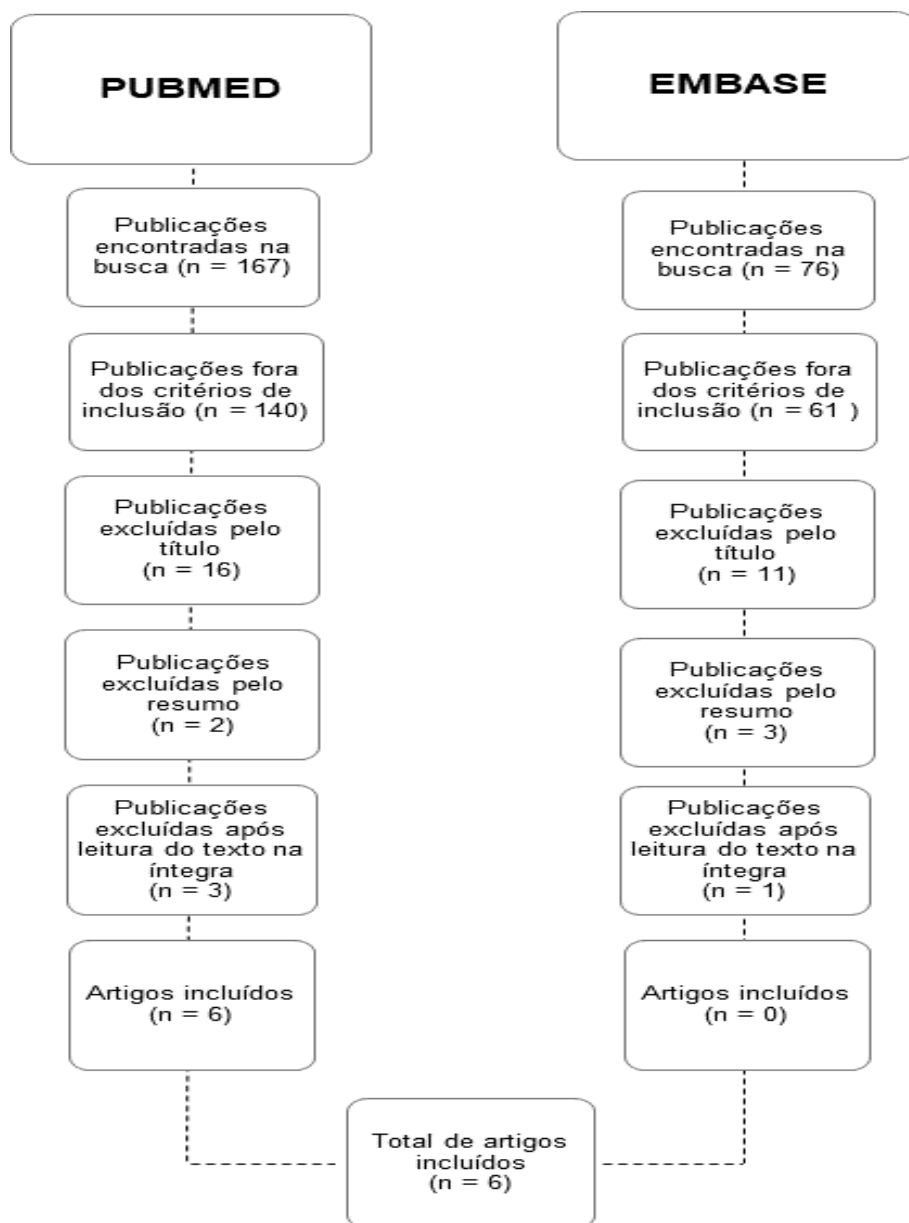 PUBMED
Publicações
encontradas na
busca (n = 167)
Publicações fora
dos critérios de
inclusão (n = 140)
Publicações
excluídas pelo
título
(n = 16)
Publicações
excluídas pelo
resumo
(n = 2)
Publicações
excluídas após
leitura do texto na
íntegra
(n = 3)
Artigos incluídos
(n = 6)
EMBASE
Publicações
encontradas na
busca (n = 76)
Publicações fora
dos critérios de
inclusão (n = 61 )
Publicações
excluídas pelo
título
(n = 11)
Publicações
excluídas pelo
resumo
(n = 3)
Publicações
excluídas após
leitura do texto na
íntegra
(n = 1)
Artigos incluídos
(n = 0)
Total de artigos
incluídos
(n = 6)